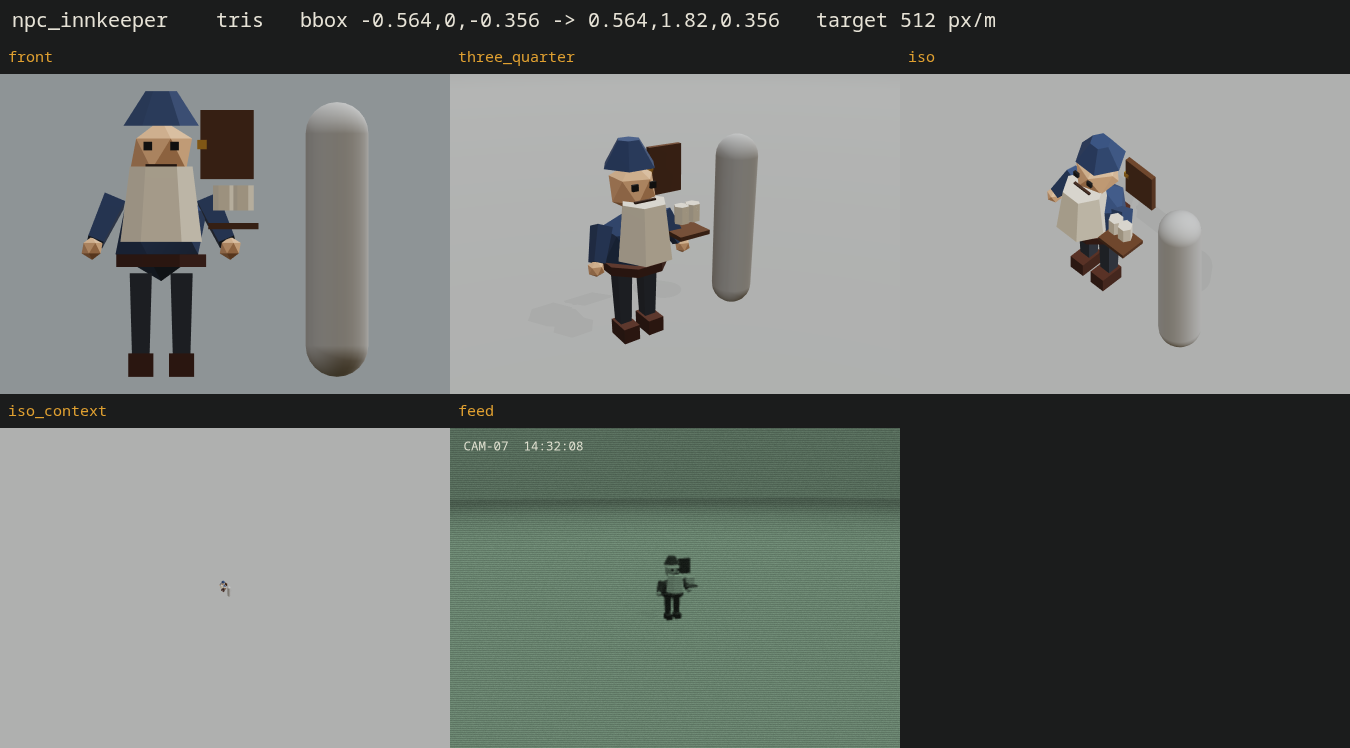 npc_innkeeper    tris   bbox -0.564,0,-0.356 -> 0.564,1.82,0.356   target 512 px/m
front
three_quarter
iso
iso_context
feed
CAM-07  14:32:08